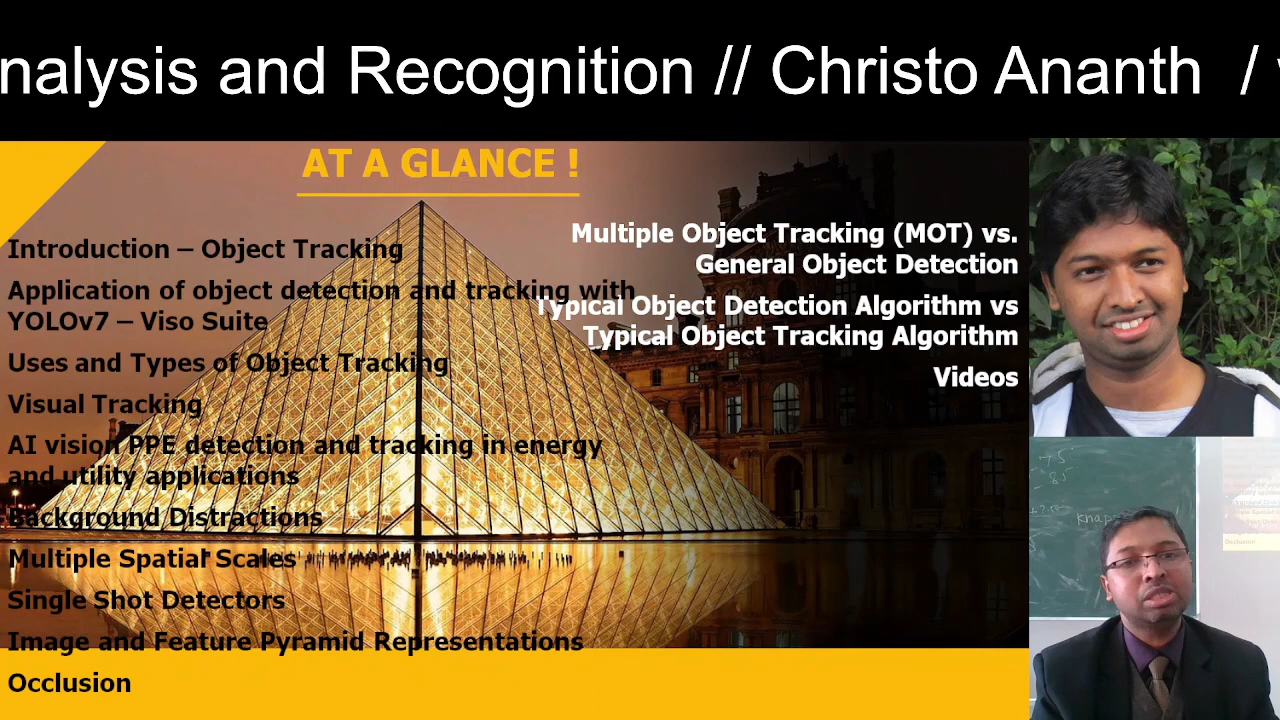 nalysis and Recognition // Christo Ananth /
AT A GLANCE !
Introduction – Object Tracking
Application of object detection and tracking with
YOLOv7 – Viso Suite
Uses and Types of Object Tracking
Visual Tracking
AI vision PPE detection and tracking in energy
and utility applications
Background Distractions
Multiple Spatial Scales
Single Shot Detectors
Image and Feature Pyramid Representations
Occlusion
Multiple Object Tracking (MOT) vs.
General Object Detection
Typical Object Detection Algorithm vs
Typical Object Tracking Algorithm
Videos
Occlusion